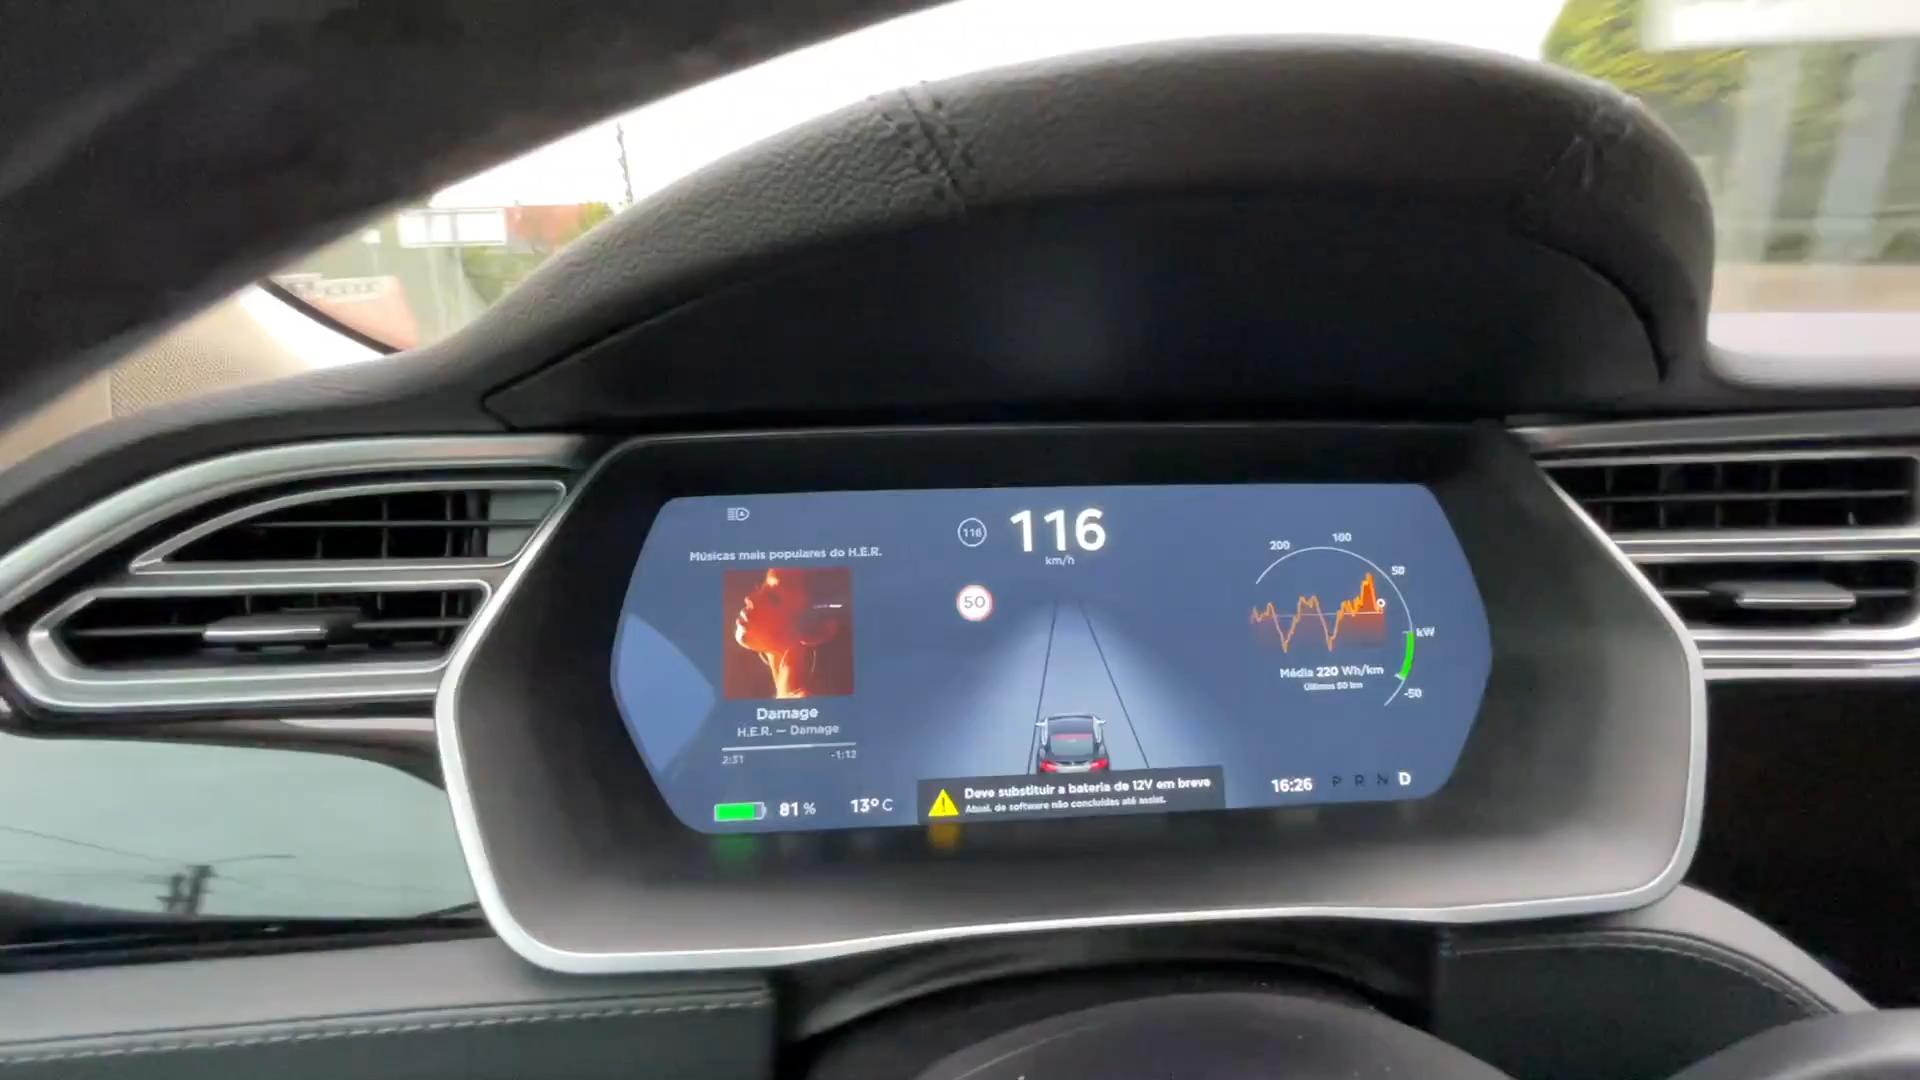 116
116
km/h
Músicas mais populares do H.E.R.
50
Damage
H.E.R. — Damage
2:31
-1:12
200
100
50
kW
-50
Média 220 Wh/km
Últimos 50 km
81 %
13° C
Deve substituir a bateria de 12V em breve
Atual. de software não concluídas até assist.
16:26
P R N D